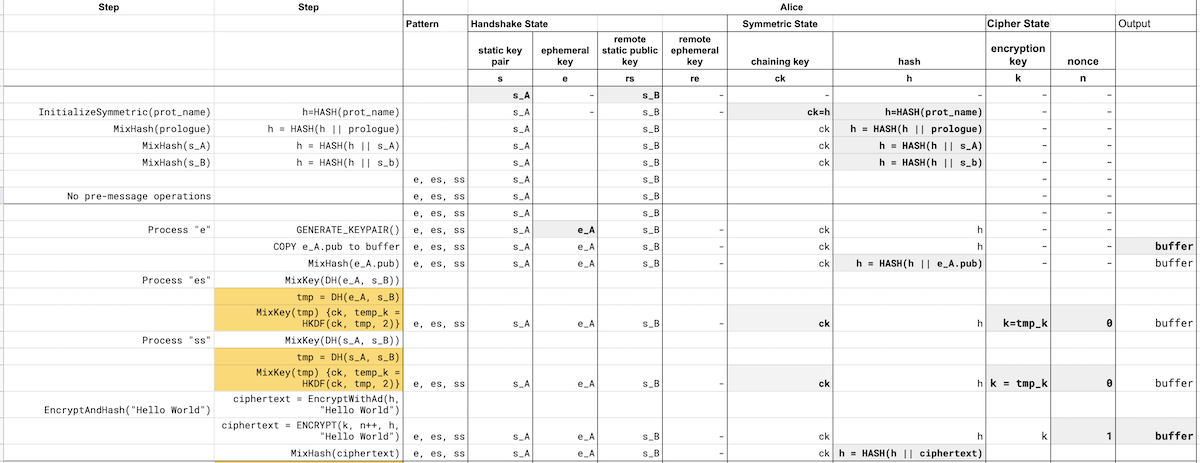 Step Step Alice
Pattern Handshake State Symmetric State Cipher State Output
static key pair ephemeral key remote static public key remote ephemeral key chaining key hash encryption key nonce
s e rs re ck h k n
s_A – s_B – – – – –
InitializeSymmetric(prot_name) h=HASH(prot_name) s_A – s_B – ck=h h=HASH(prot_name) – –
MixHash(prologue) h = HASH(h || prologue) s_A s_B ck h = HASH(h || prologue) – –
MixHash(s_A) h = HASH(h || s_A) s_A s_B ck h = HASH(h || s_A) – –
MixHash(s_B) h = HASH(h || s_b) s_A s_B ck h = HASH(h || s_b) – –
e, es, ss s_A s_B – –
No pre-message operations e, es, ss s_A s_B – –
e, es, ss s_A s_B – –
Process "e" GENERATE_KEYPAIR() e, es, ss s_A e_A s_B – ck h – –
COPY e_A.pub to buffer e, es, ss s_A e_A s_B – ck h – – buffer
MixHash(e_A.pub) e, es, ss s_A e_A s_B – ck h = HASH(h || e_A.pub) – – buffer
Process "es" MixKey(DH(e_A, s_B))
tmp = DH(e_A, s_B)
MixKey(tmp) {ck, temp_k =
HKDF(ck, tmp, 2)} e, es, ss s_A e_A s_B – ck h k=tmp_k 0 buffer
Process "ss" MixKey(DH(s_A, s_B))
tmp = DH(s_A, s_B)
MixKey(tmp) {ck, temp_k =
HKDF(ck, tmp, 2)} e, es, ss s_A e_A s_B – ck h k = tmp_k 0 buffer
ciphertext = EncryptWithAd(h,
EncryptAndHash("Hello World") "Hello World")
ciphertext = ENCRYPT(k, n++, h,
"Hello World") e, es, ss s_A e_A s_B – ck h k 1 buffer
MixHash(ciphertext) e, es, ss s_A e_A s_B – ck h = HASH(h || ciphertext)